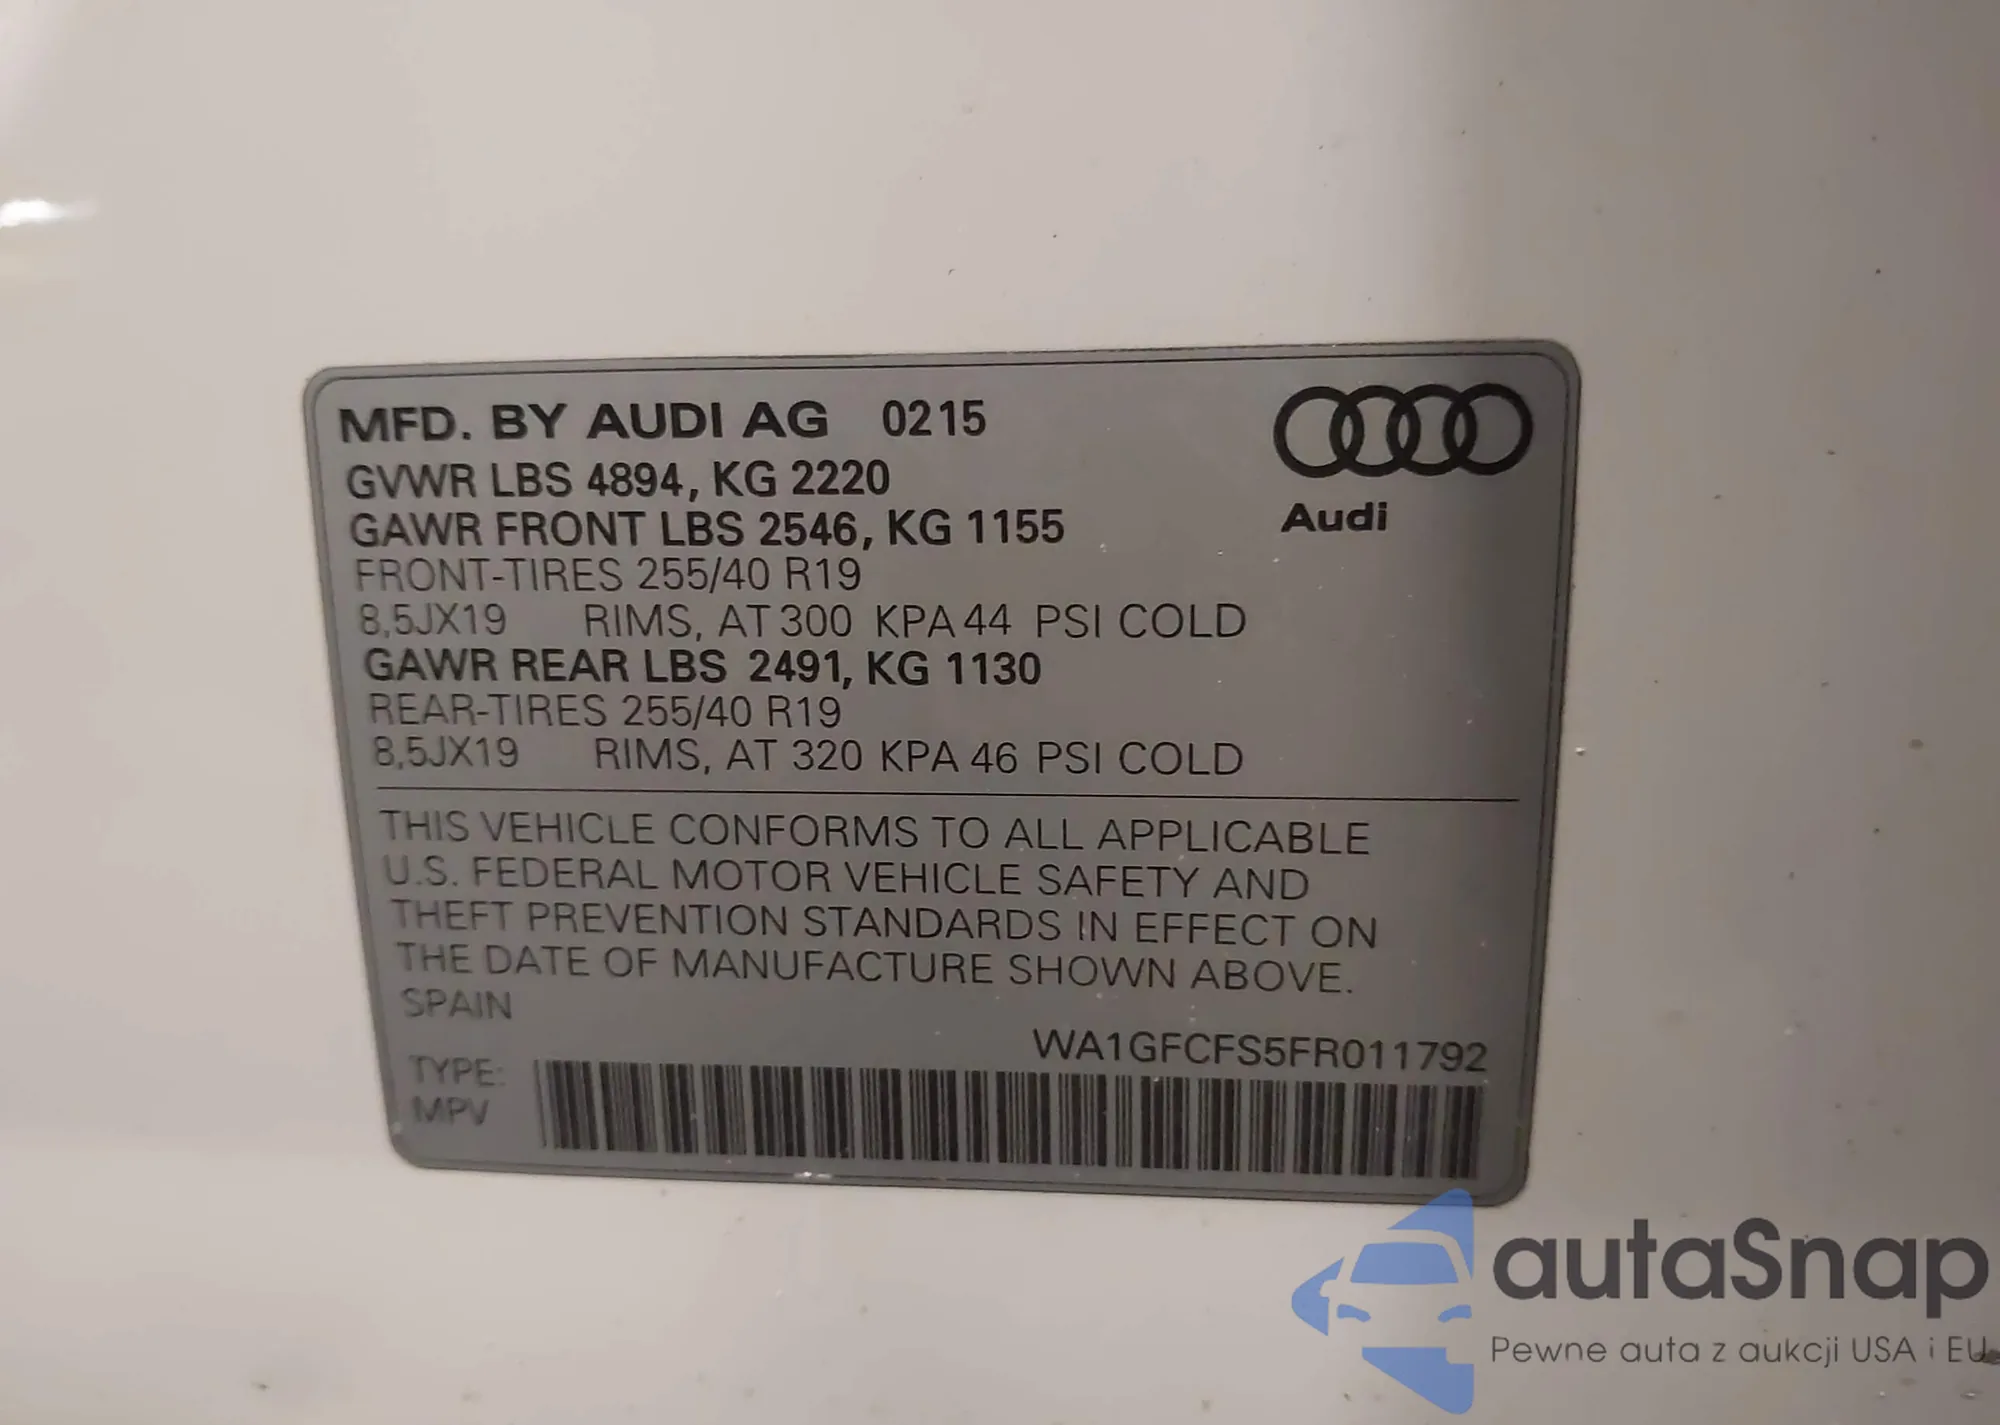 MFD. BY AUDI AG 0215
GVWR LBS 4894, KG 2220
GAWR FRONT LBS 2546, KG 1155
Audi
FRONT-TIRES 255/40 R19
8,5JX19 RIMS, AT 300 KPA 44 PSI COLD
GAWR REAR LBS 2491, KG 1130
REAR-TIRES 255/40 R19
8,5JX19 RIMS, AT 320 KPA 46 PSI COLD
THIS VEHICLE CONFORMS TO ALL APPLICABLE
U.S. FEDERAL MOTOR VEHICLE SAFETY AND
THEFT PREVENTION STANDARDS IN EFFECT ON
THE DATE OF MANUFACTURE SHOWN ABOVE.
SPAIN
WA1GFCFS5FR011792
TYPE:
MPV
autaSnap
Pewne auta z aukcji USA i EU